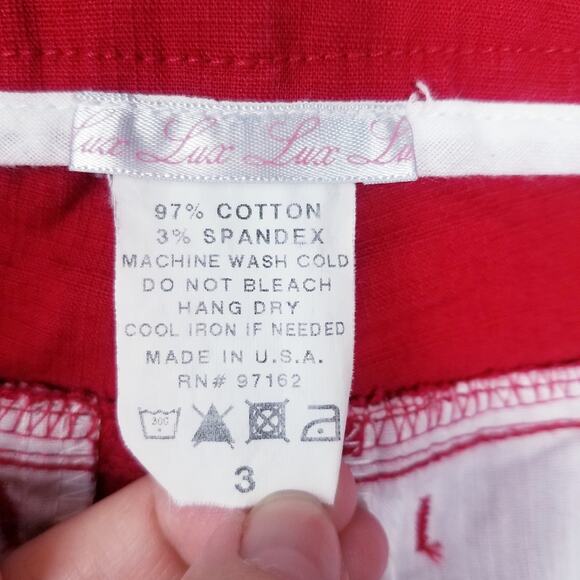 Lux Lux Lux Lu
97% COTTON
3% SPANDEX
MACHINE WASH COLD
DO NOT BLEACH
HANG DRY
COOL IRON IF NEEDED
MADE IN U.S.A.
RN# 97162
3